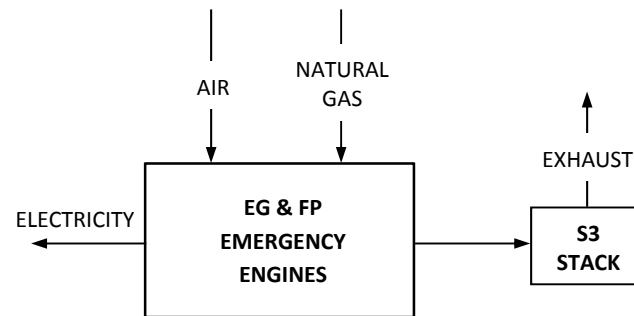 AIR
NATURAL
GAS
EXHAUST
ELECTRICITY
EG & FP
EMERGENCY
ENGINES
S3
STACK